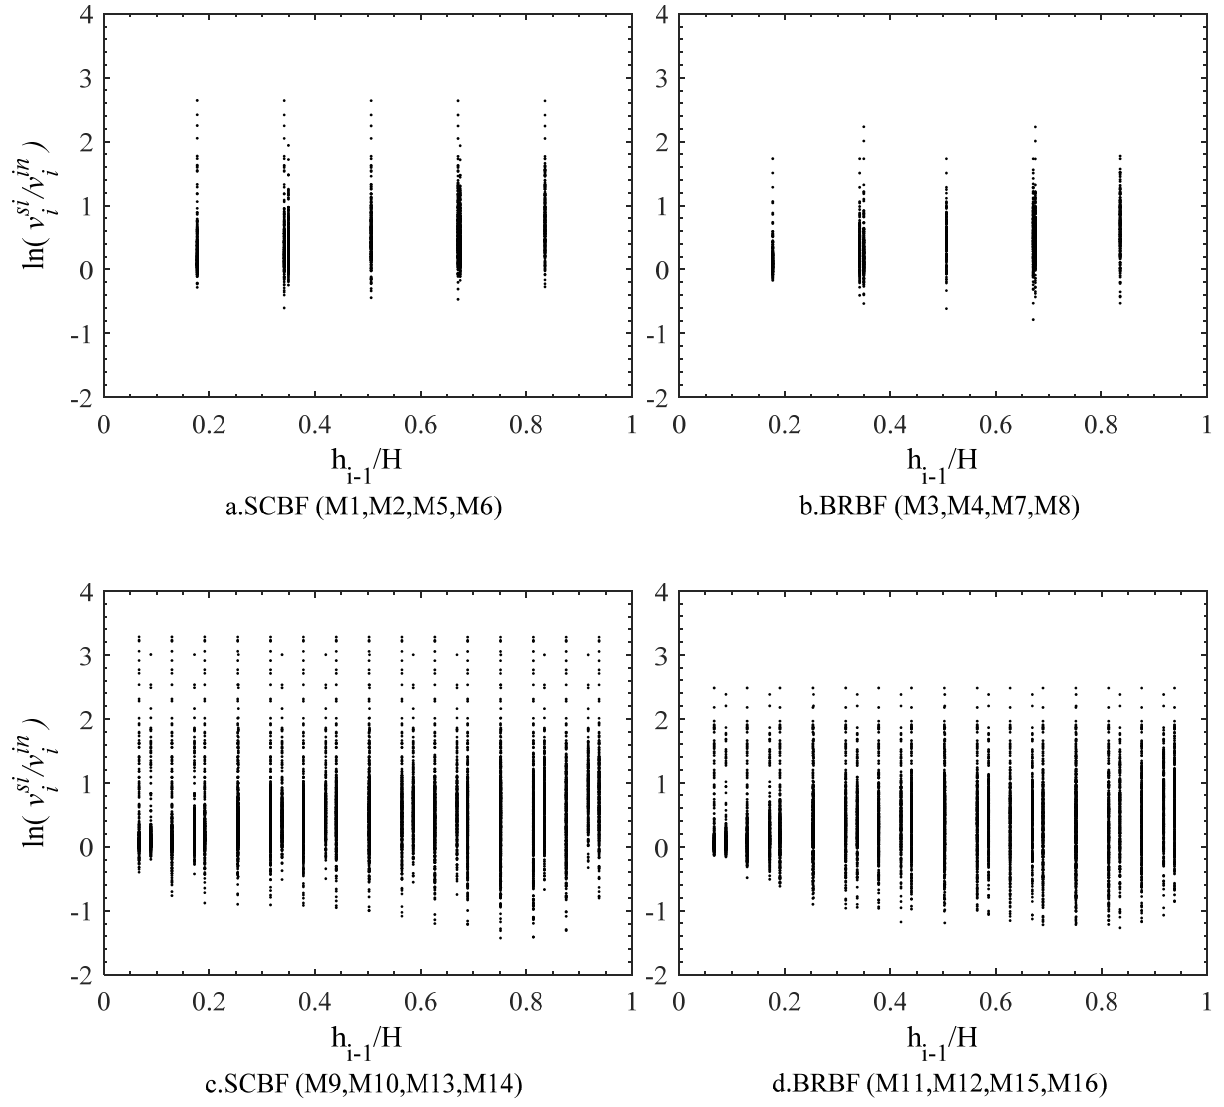 4
3
2
1
0
-1
-2
ln( v_i^{si}/v_i^{in} )
0 0.2 0.4 0.6 0.8 1
h_{i-1}/H
a.SCBF (M1,M2,M5,M6)
4
3
2
1
0
-1
-2
0 0.2 0.4 0.6 0.8 1
h_{i-1}/H
b.BRBF (M3,M4,M7,M8)
4
3
2
1
0
-1
-2
ln( v_i^{si}/v_i^{in} )
0 0.2 0.4 0.6 0.8 1
h_{i-1}/H
c.SCBF (M9,M10,M13,M14)
4
3
2
1
0
-1
-2
0 0.2 0.4 0.6 0.8 1
h_{i-1}/H
d.BRBF (M11,M12,M15,M16)